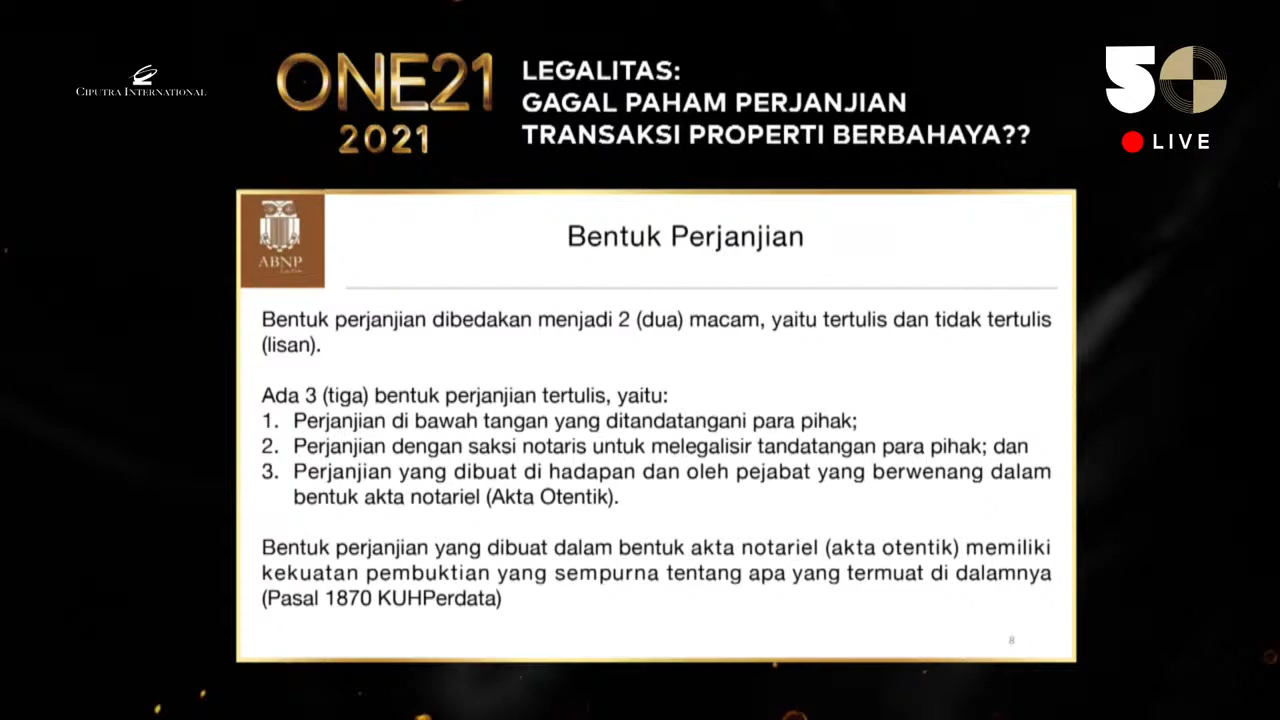 CIPUTRA INTERNATIONAL
ONE21
2021
LEGALITAS:
GAGAL PAHAM PERJANJIAN
TRANSAKSI PROPERTI BERBAHAYA??
50
LIVE
ABNP
Bentuk Perjanjian
Bentuk perjanjian dibedakan menjadi 2 (dua) macam, yaitu tertulis dan tidak tertulis
(lisan).
Ada 3 (tiga) bentuk perjanjian tertulis, yaitu:
1. Perjanjian di bawah tangan yang ditandatangani para pihak;
2. Perjanjian dengan saksi notaris untuk melegalisir tandatangan para pihak; dan
3. Perjanjian yang dibuat di hadapan dan oleh pejabat yang berwenang dalam
bentuk akta notariel (Akta Otentik).
Bentuk perjanjian yang dibuat dalam bentuk akta notariel (akta otentik) memiliki
kekuatan pembuktian yang sempurna tentang apa yang termuat di dalamnya
(Pasal 1870 KUHPerdata)
8